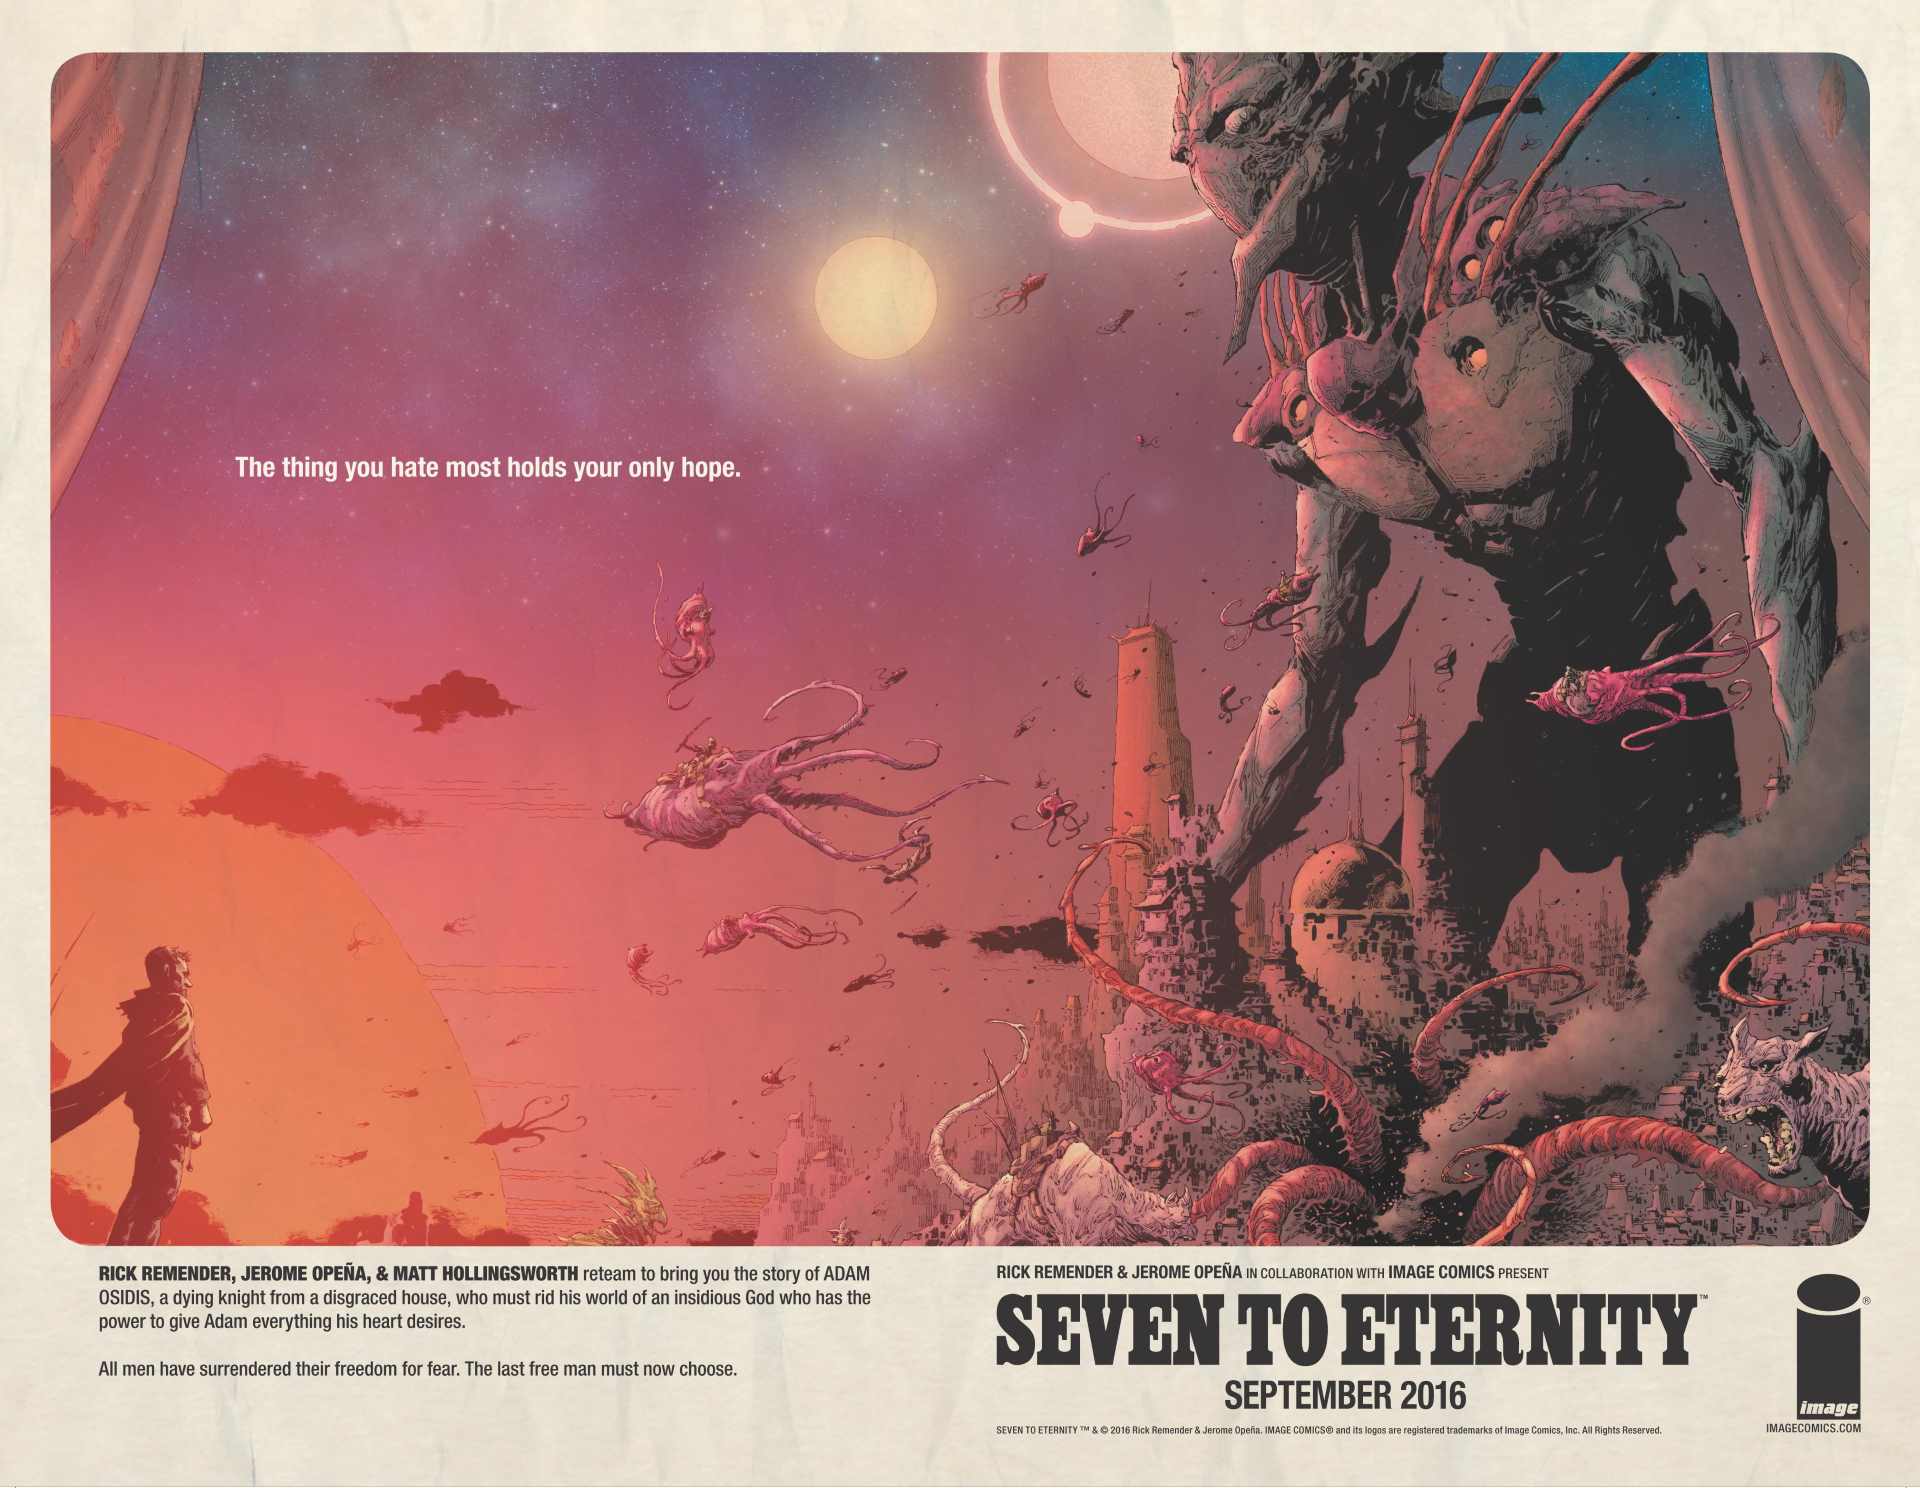 The thing you hate most holds your only hope.
RICK REMENDER, JEROME OPEÑA, & MATT HOLLINGSWORTH reteam to bring you the story of ADAM
OSIDIS, a dying knight from a disgraced house, who must rid his world of an insidious God who has the
power to give Adam everything his heart desires.
All men have surrendered their freedom for fear. The last free man must now choose.
RICK REMENDER & JEROME OPEÑA IN COLLABORATION WITH IMAGE COMICS PRESENT
SEVEN TO ETERNITY™
SEPTEMBER 2016
SEVEN TO ETERNITY ™ & © 2016 Rick Remender & Jerome Opeña. IMAGE COMICS® and its logos are registered trademarks of Image Comics, Inc. All Rights Reserved.
®
image
IMAGECOMICS.COM